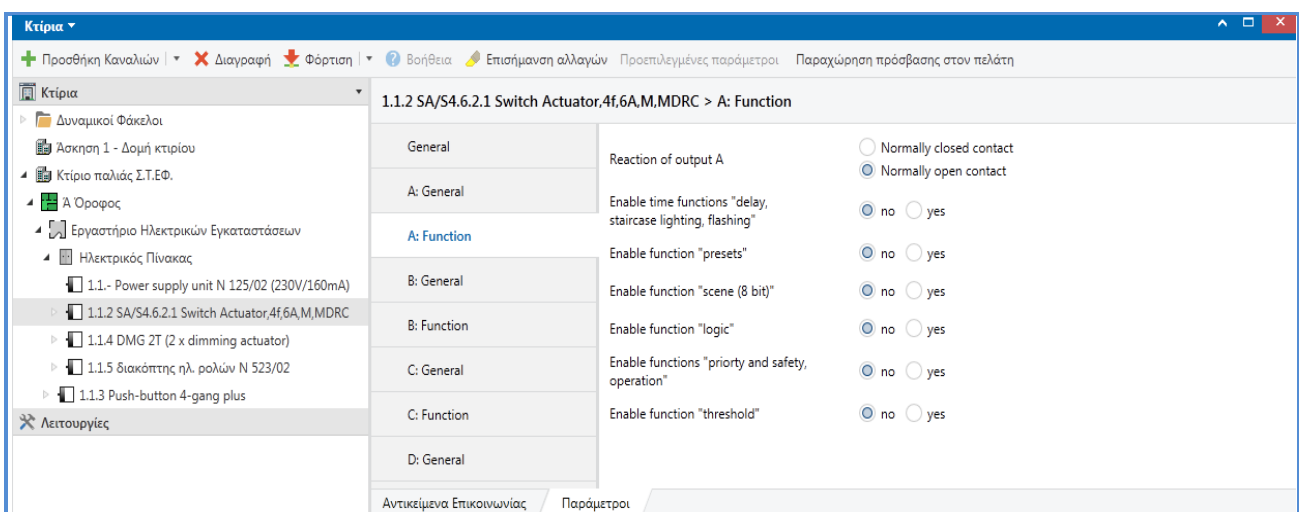 Κτίρια
Προσθήκη Καναλιών Διαγραφή Φόρτιση Βοήθεια Επισήμανση αλλαγών Προεπιλεγμένες παράμετροι Παραχώρηση πρόσβασης στον πελάτη
Κτίρια
Δυναμικοί Φάκελοι
Άσκηση 1 - Δομή κτιρίου
Κτίριο παλιάς Σ.Τ.ΕΦ.
Ά Όροφος
Εργαστήριο Ηλεκτρικών Εγκαταστάσεων
Ηλεκτρικός Πίνακας
1.1.- Power supply unit N 125/02 (230V/160mA)
1.1.2 SA/S4.6.2.1 Switch Actuator,4f,6A,M,MDRC
1.1.4 DMG 2T (2 x dimming actuator)
1.1.5 διακόπτης ηλ. ρολών N 523/02
1.1.3 Push-button 4-gang plus
Λειτουργίες
1.1.2 SA/S4.6.2.1 Switch Actuator,4f,6A,M,MDRC > A: Function
General
A: General
A: Function
B: General
B: Function
C: General
C: Function
D: General
Reaction of output A
Normally closed contact
Normally open contact
Enable time functions "delay,
staircase lighting, flashing"
no yes
Enable function "presets"
no yes
Enable function "scene (8 bit)"
no yes
Enable function "logic"
no yes
Enable functions "priorty and safety,
operation"
no yes
Enable function "threshold"
no yes
Αντικείμενα Επικοινωνίας Παράμετροι